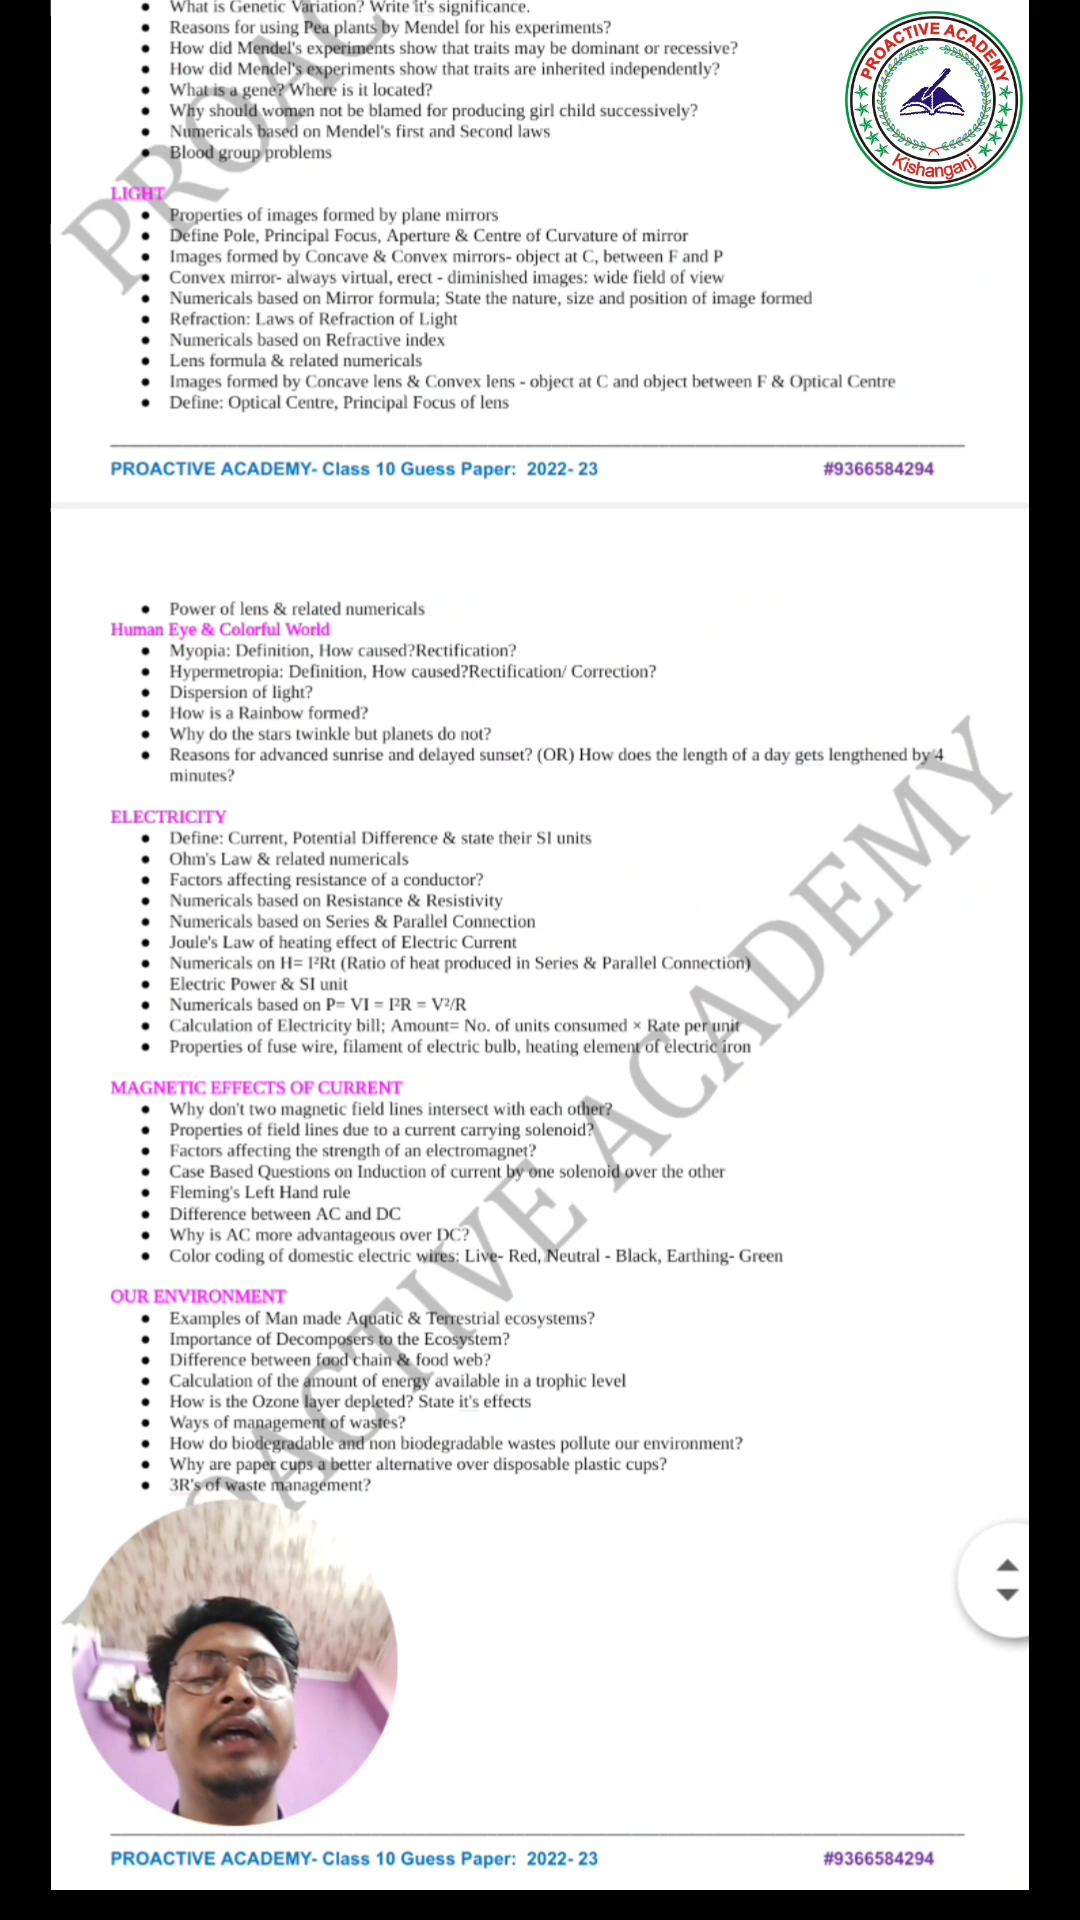 What is Genetic Variation? Write it's significance.
Reasons for using Pea plants by Mendel for his experiments?
How did Mendel's experiments show that traits may be dominant or recessive?
How did Mendel's experiments show that traits are inherited independently?
What is a gene? Where is it located?
Why should women not be blamed for producing girl child successively?
Numericals based on Mendel's first and Second laws
Blood group problems
PROACTIVE ACADEMY
Kishanganj
LIGHT
Properties of images formed by plane mirrors
Define Pole, Principal Focus, Aperture & Centre of Curvature of mirror
Images formed by Concave & Convex mirrors- object at C, between F and P
Convex mirror- always virtual, erect - diminished images: wide field of view
Numericals based on Mirror formula; State the nature, size and position of image formed
Refraction: Laws of Refraction of Light
Numericals based on Refractive index
Lens formula & related numericals
Images formed by Concave lens & Convex lens - object at C and object between F & Optical Centre
Define: Optical Centre, Principal Focus of lens
PROACTIVE ACADEMY- Class 10 Guess Paper: 2022- 23 #9366584294
Power of lens & related numericals
Human Eye & Colorful World
Myopia: Definition, How caused?Rectification?
Hypermetropia: Definition, How caused?Rectification/ Correction?
Dispersion of light?
How is a Rainbow formed?
Why do the stars twinkle but planets do not?
Reasons for advanced sunrise and delayed sunset? (OR) How does the length of a day gets lengthened by 4
minutes?
ELECTRICITY
Define: Current, Potential Difference & state their SI units
Ohm's Law & related numericals
Factors affecting resistance of a conductor?
Numericals based on Resistance & Resistivity
Numericals based on Series & Parallel Connection
Joule's Law of heating effect of Electric Current
Numericals on H= I²Rt (Ratio of heat produced in Series & Parallel Connection)
Electric Power & SI unit
Numericals based on P= VI = I²R = V²/R
Calculation of Electricity bill; Amount= No. of units consumed × Rate per unit
Properties of fuse wire, filament of electric bulb, heating element of electric iron
MAGNETIC EFFECTS OF CURRENT
Why don't two magnetic field lines intersect with each other?
Properties of field lines due to a current carrying solenoid?
Factors affecting the strength of an electromagnet?
Case Based Questions on Induction of current by one solenoid over the other
Fleming's Left Hand rule
Difference between AC and DC
Why is AC more advantageous over DC?
Color coding of domestic electric wires: Live- Red, Neutral - Black, Earthing- Green
OUR ENVIRONMENT
Examples of Man made Aquatic & Terrestrial ecosystems?
Importance of Decomposers to the Ecosystem?
Difference between food chain & food web?
Calculation of the amount of energy available in a trophic level
How is the Ozone layer depleted? State it's effects
Ways of management of wastes?
How do biodegradable and non biodegradable wastes pollute our environment?
Why are paper cups a better alternative over disposable plastic cups?
3R's of waste management?
PROACTIVE ACADEMY
PROACTIVE ACADEMY- Class 10 Guess Paper: 2022- 23 #9366584294